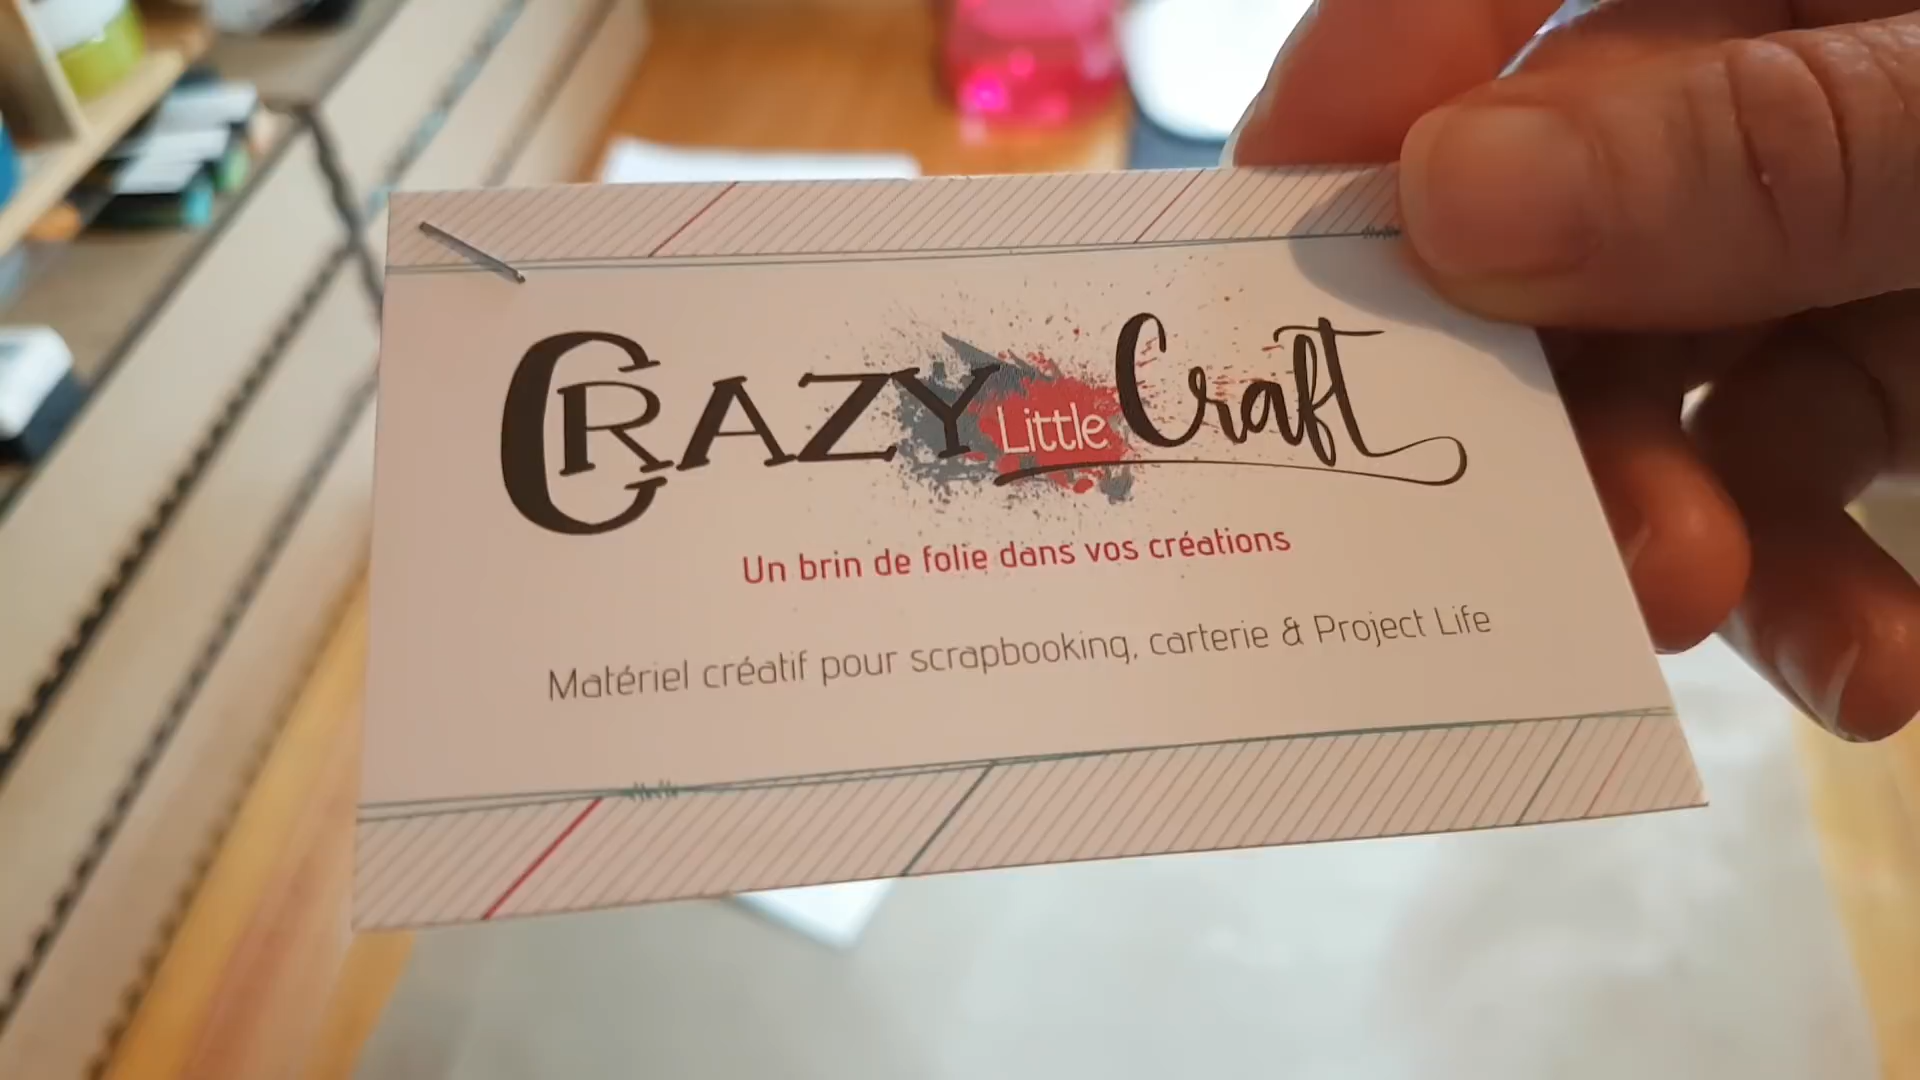 CRAZY Little Craft
Un brin de folie dans vos créations
Matériel créatif pour scrapbooking, carterie & Project Life